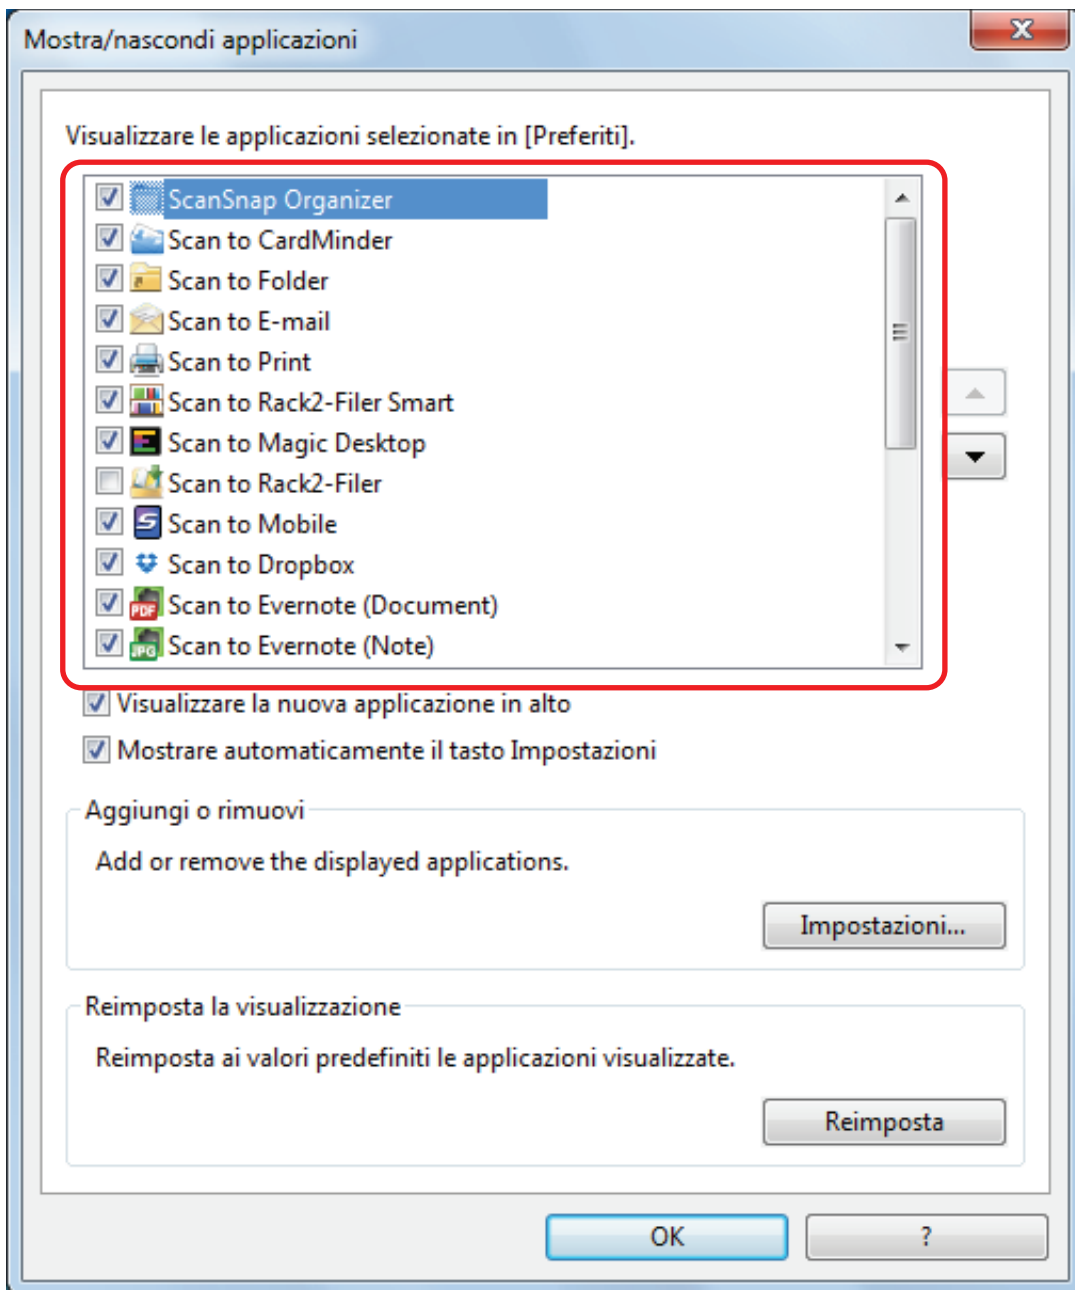 Mostra/nascondi applicazioni
Visualizzare le applicazioni selezionate in [Preferiti].
ScanSnap Organizer
Scan to CardMinder
Scan to Folder
Scan to E-mail
Scan to Print
Scan to Rack2-Filer Smart
Scan to Magic Desktop
Scan to Rack2-Filer
Scan to Mobile
Scan to Dropbox
PDF Scan to Evernote (Document)
JPG Scan to Evernote (Note)
Visualizzare la nuova applicazione in alto
Mostrare automaticamente il tasto Impostazioni
Aggiungi o rimuovi
Add or remove the displayed applications.
Impostazioni...
Reimposta la visualizzazione
Reimposta ai valori predefiniti le applicazioni visualizzate.
Reimposta
OK ?